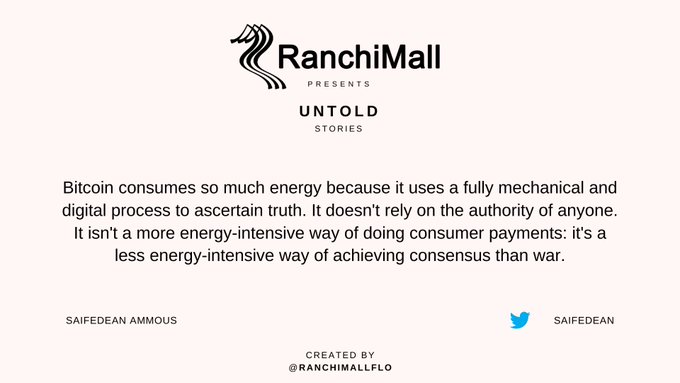 RanchiMall
PRESENTS
UNTOLD
STORIES
Bitcoin consumes so much energy because it uses a fully mechanical and
digital process to ascertain truth. It doesn't rely on the authority of anyone.
It isn't a more energy-intensive way of doing consumer payments: it's a
less energy-intensive way of achieving consensus than war.
SAIFEDEAN AMMOUS
SAIFEDEAN
CREATED BY
@RANCHIMALLFLO